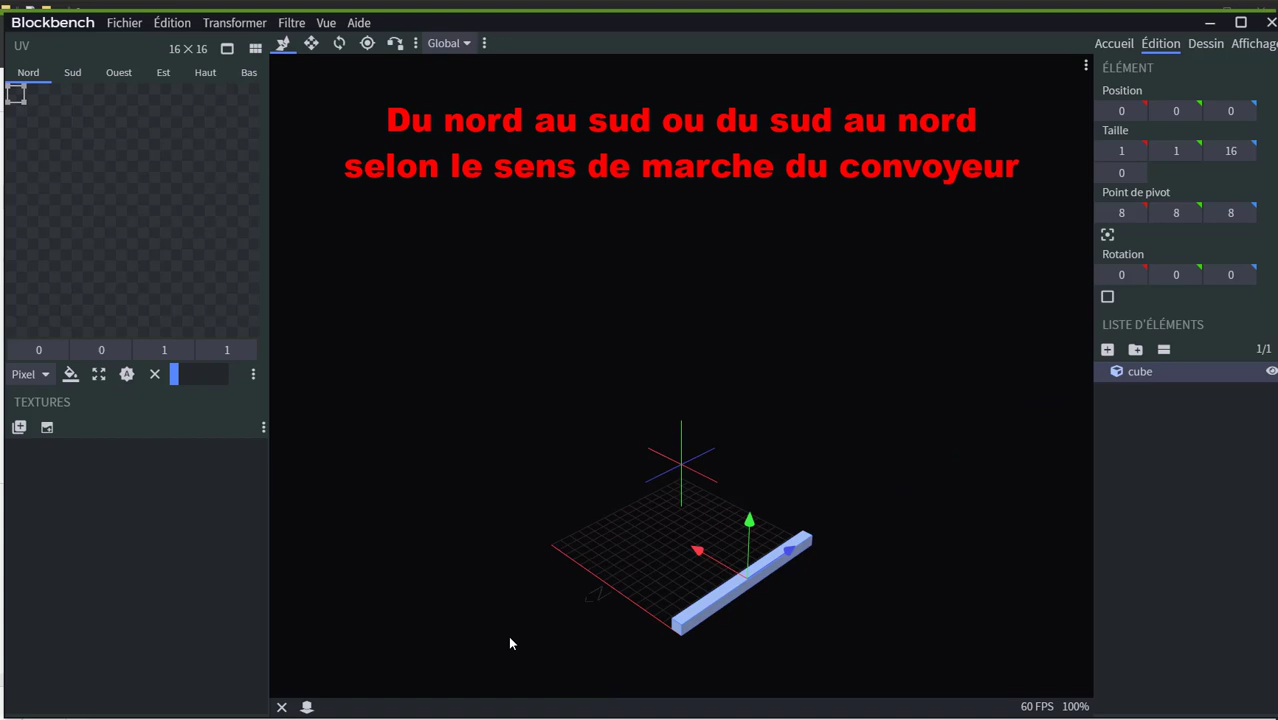 Blockbench Fichier Édition Transformer Filtre Vue Aide
UV 16 × 16
Global
Accueil Édition Dessin Affichage
Nord Sud Ouest Est Haut Bas
0 0 1 1
Pixel
TEXTURES
Du nord au sud ou du sud au nord
selon le sens de marche du convoyeur
N
60 FPS 100%
ÉLÉMENT
Position
0 0 0
Taille
1 1 16
0
Point de pivot
8 8 8
Rotation
0 0 0
LISTE D'ÉLÉMENTS
1/1
cube